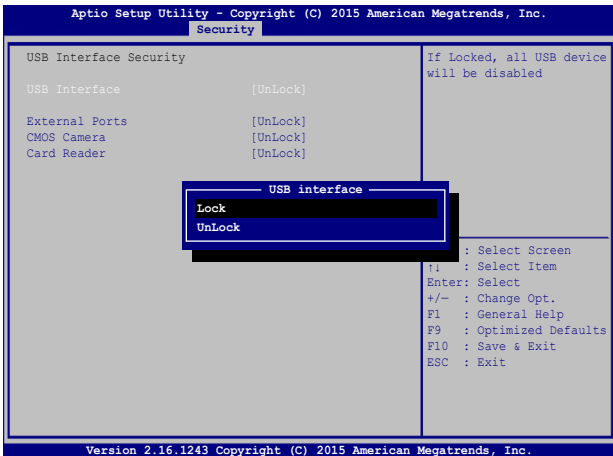 Aptio Setup Utility - Copyright (C) 2015 American Megatrends, Inc.
Security
USB Interface Security
USB Interface [UnLock]
External Ports [UnLock]
CMOS Camera [UnLock]
Card Reader [UnLock]
If Locked, all USB device
will be disabled
USB interface
Lock
UnLock
: Select Screen
↑↓ : Select Item
Enter: Select
+/— : Change Opt.
F1 : General Help
F9 : Optimized Defaults
F10 : Save & Exit
ESC : Exit
Version 2.16.1243 Copyright (C) 2015 American Megatrends, Inc.